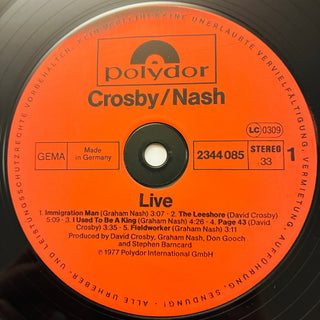 KEIN VERLEIH! KEINE UNERLAUBTE VERVIELFÄLTIGUNG, VERMIETUNG, AUFFÜHRUNG, SENDUNG! · ALLE URHEBER- UND LEISTUNGSSCHUTZRECHTE VORBEHALTEN.
polydor
Crosby/Nash
LC 0309
GEMA
Made in Germany
2344 085
STEREO 33
1
Live
1. Immigration Man (Graham Nash) 3:07 · 2. The Leeshore (David Crosby)
5:09 · 3. I Used To Be A King (Graham Nash) 4:26 · 4. Page 43 (David
Crosby) 3:35 · 5. Fieldworker (Graham Nash) 3:11
Produced by David Crosby, Graham Nash, Don Gooch
and Stephen Barncard
℗ 1977 Polydor International GmbH